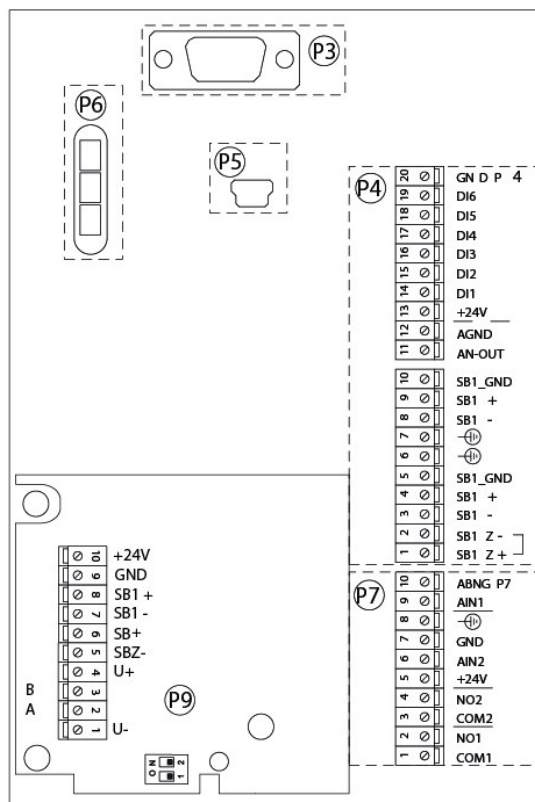 P3
P6
P5
P4
20 GN D P 4
19 DI6
18 DI5
17 DI4
16 DI3
15 DI2
14 DI1
13 +24V
12 AGND
11 AN-OUT
10 SB1_GND
9 SB1 +
8 SB1 -
7
6
5 SB1_GND
4 SB1 +
3 SB1 -
2 SB1 Z -
1 SB1 Z +
P7
10 ABNG P7
9 AIN1
8
7 GND
6 AIN2
5 +24V
4 NO2
3 COM2
2 NO1
1 COM1
10 +24V
9 GND
8 SB1 +
7 SB1 -
6 SB+
5 SBZ-
4 U+
B 3
A 2
1 U-
P9
ON 1 2